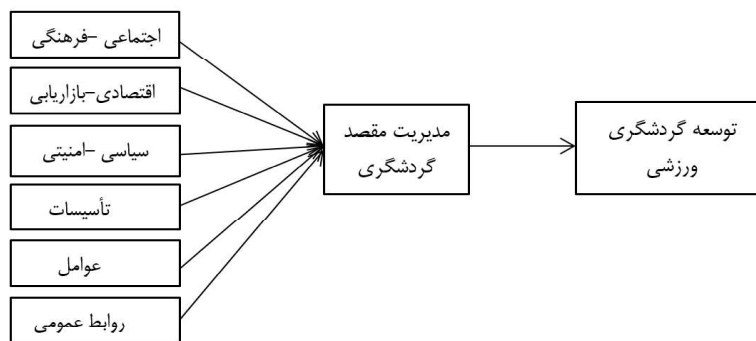 اجتماعی –فرهنگی
اقتصادی–بازاریابی
سیاسی –امنیتی
تأسیسات
عوامل
روابط عمومی
مدیریت مقصد
گردشگری
توسعه گردشگری
ورزشی